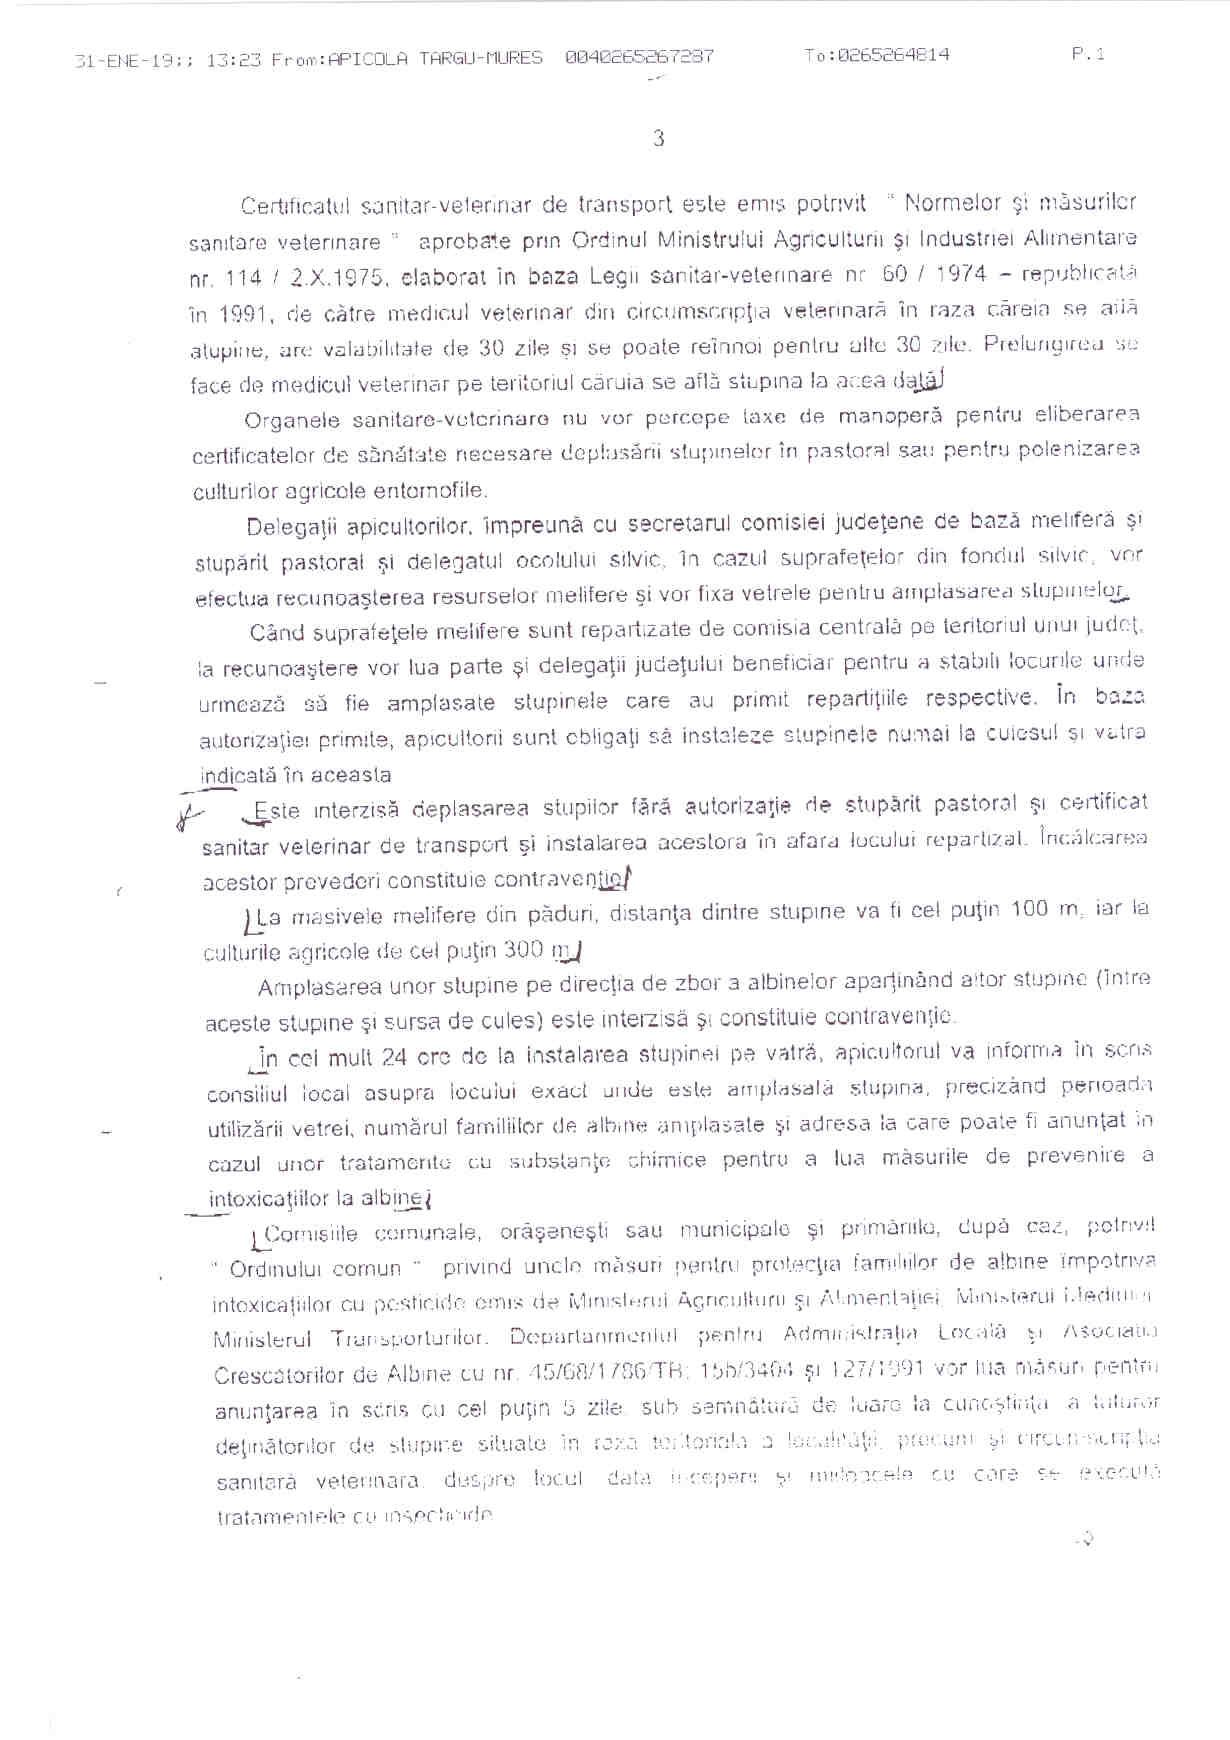 31-ENE-19;; 13:23 From:APICOLA TARGU-MURES 0040265267287 To:0265264814 P.1
3
Certificatul sanitar-veterinar de transport este emis potrivit " Normelor şi măsurilor
sanitare veterinare " aprobate prin Ordinul Ministrului Agriculturii şi Industriei Alimentare
nr. 114 / 2.X.1975, elaborat în baza Legii sanitar-veterinare nr 60 / 1974 – republicată
în 1991, de către medicul veterinar din circumscripţia veterinară în raza căreia se află
stupine, are valabilitate de 30 zile şi se poate reînnoi pentru alte 30 zile. Prelungirea se
face de medicul veterinar pe teritoriul căruia se află stupina la acea dată
Organele sanitare-veterinare nu vor percepe taxe de manoperă pentru eliberarea
certificatelor de sănătate necesare deplasării stupinelor în pastoral sau pentru polenizarea
culturilor agricole entomofile.
Delegaţii apicultorilor, împreună cu secretarul comisiei judeţene de bază meliferă şi
stupărit pastoral şi delegatul ocolului silvic, în cazul suprafeţelor din fondul silvic, vor
efectua recunoaşterea resurselor melifere şi vor fixa vetrele pentru amplasarea stupinelor
Când suprafeţele melifere sunt repartizate de comisia centrală pe teritoriul unui judeţ,
la recunoaştere vor lua parte şi delegaţii judeţului beneficiar pentru a stabili locurile unde
urmează să fie amplasate stupinele care au primit repartiţiile respective. În baza
autorizaţiei primite, apicultorii sunt obligaţi să instaleze stupinele numai la culesul şi vatra
indicată în aceasta
Este interzisă deplasarea stupilor fără autorizaţie de stupărit pastoral şi certificat
sanitar veterinar de transport şi instalarea acestora în afara locului repartizat. Încălcarea
acestor prevederi constituie contravenţie
La masivele melifere din păduri, distanţa dintre stupine va fi cel puţin 100 m, iar la
culturile agricole de cel puţin 300 m
Amplasarea unor stupine pe direcţia de zbor a albinelor aparţinând altor stupine (între
aceste stupine şi sursa de cules) este interzisă şi constituie contravenţie.
În cel mult 24 ore de la instalarea stupinei pe vatră, apicultorul va informa în scris
consiliul local asupra locului exact unde este amplasată stupina, precizând perioada
utilizării vetrei, numărul familiilor de albine amplasate şi adresa la care poate fi anunţat în
cazul unor tratamente cu substanţe chimice pentru a lua măsurile de prevenire a
intoxicaţiilor la albine
Comisiile comunale, orăşeneşti sau municipale şi primăriile, după caz, potrivit
" Ordinului comun " privind unele măsuri pentru protecţia familiilor de albine împotriva
intoxicaţiilor cu pesticide emis de Ministerul Agriculturii şi Alimentaţiei, Ministerul Mediului
Ministerul Transporturilor. Departamentul pentru Administraţia Locală şi Asociaţia
Crescătorilor de Albine cu nr. 45/68/1786/TB; 15b/3404 şi 127/1991 vor lua măsuri pentru
anunţarea în scris cu cel puţin 5 zile, sub semnătură de luare la cunoştinţă a tuturor
deţinătorilor de stupine situate în raza teritorială a localităţii, precum şi circumscripţia
sanitară veterinara, despre locul data începerii şi mijloacele cu care se execută
tratamentele cu insecticide